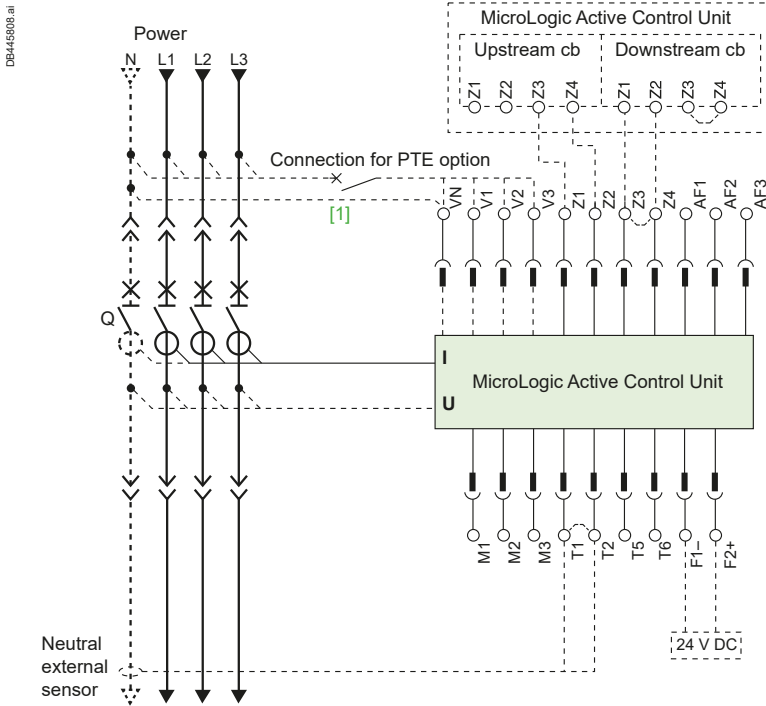 DB445808.ai
MicroLogic Active Control Unit
Upstream cb
Downstream cb
Z1
Z2
Z3
Z4
Z1
Z2
Z3
Z4
Power
N
L1
L2
L3
Connection for PTE option
[1]
VN
V1
V2
V3
Z1
Z2
Z3
Z4
AF1
AF2
AF3
Q
I
MicroLogic Active Control Unit
U
M1
M2
M3
T1
T2
T5
T6
F1–
F2+
24 V DC
Neutral
external
sensor